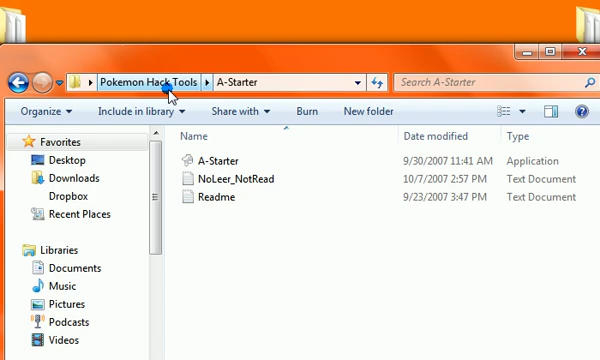 Pokemon Hack Tools A-Starter Search A-Starter
Organize Include in library Share with Burn New folder
Name Date modified Type
Favorites
Desktop
Downloads
Dropbox
Recent Places
Libraries
Documents
Music
Pictures
Podcasts
Videos
A-Starter 9/30/2007 11:41 AM Application
NoLeer_NotRead 10/7/2007 2:57 PM Text Document
Readme 9/23/2007 3:47 PM Text Document